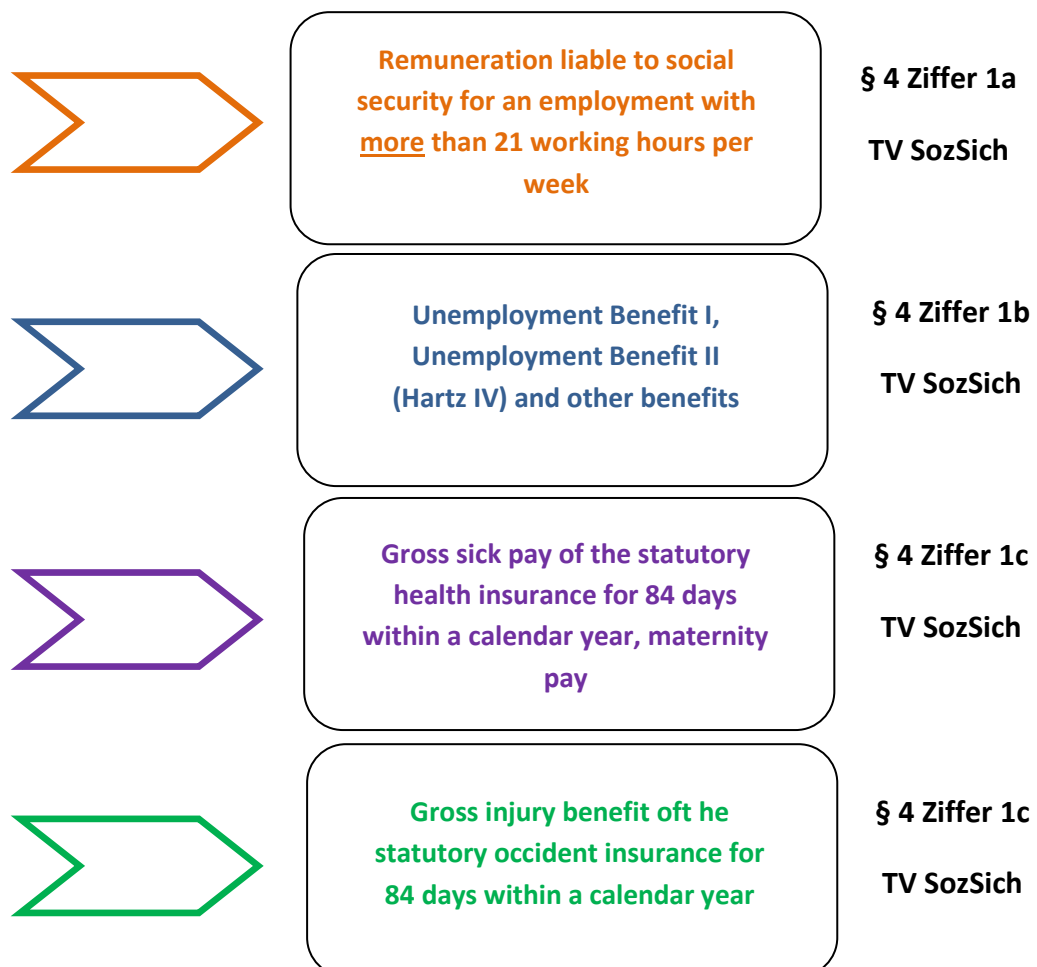 Remuneration liable to social
security for an employment with
more than 21 working hours per
week
§ 4 Ziffer 1a
TV SozSich
Unemployment Benefit I,
Unemployment Benefit II
(Hartz IV) and other benefits
§ 4 Ziffer 1b
TV SozSich
Gross sick pay of the statutory
health insurance for 84 days
within a calendar year, maternity
pay
§ 4 Ziffer 1c
TV SozSich
Gross injury benefit oft he
statutory occident insurance for
84 days within a calendar year
§ 4 Ziffer 1c
TV SozSich